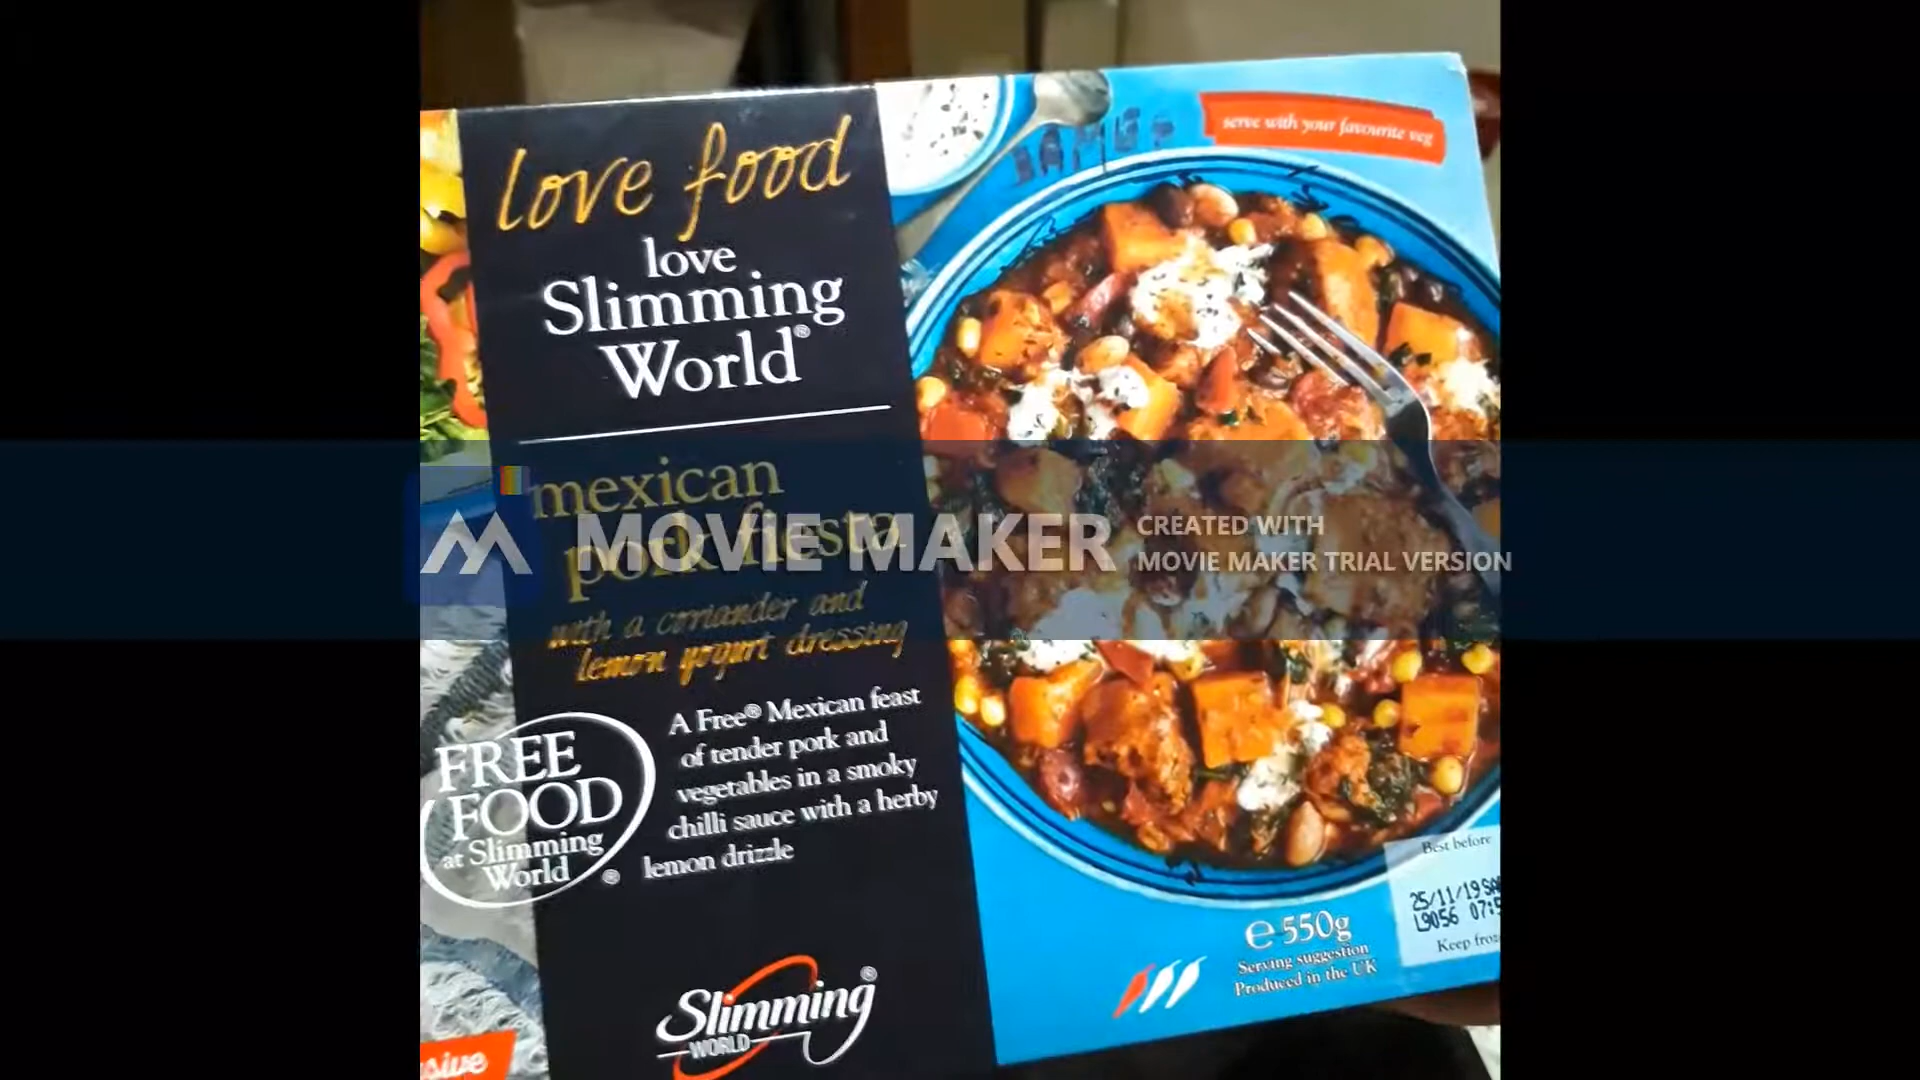 love food
love
Slimming
World®
mexican
pork fiesta
with a coriander and
lemon yogurt dressing
A Free® Mexican feast
of tender pork and
vegetables in a smoky
chilli sauce with a herby
lemon drizzle
FREE
FOOD
at Slimming
World ®
Slimming®
WORLD
serve with your favourite veg
MOVIE MAKER
CREATED WITH
MOVIE MAKER TRIAL VERSION
Best before
25/11/19
L9056
Keep
e 550g
Serving suggestion
Produced in the UK